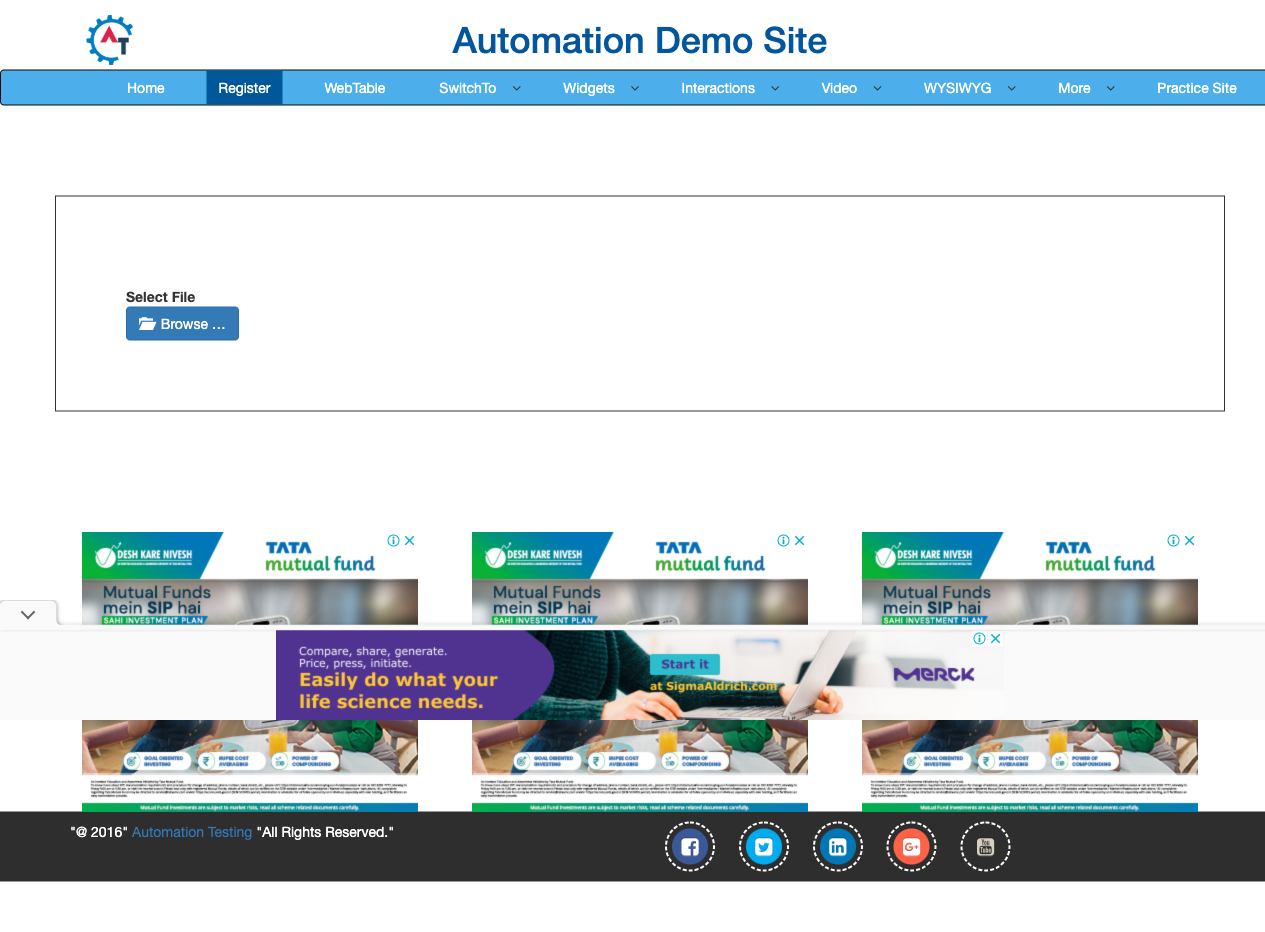 AT
Automation Demo Site
Home Register WebTable SwitchTo Widgets Interactions Video WYSIWYG More Practice Site
Select File
Browse ...
DESH KARE NIVESH TATA mutual fund DESH KARE NIVESH TATA mutual fund DESH KARE NIVESH TATA mutual fund
Mutual Funds Mutual Funds Mutual Funds
mein SIP hai mein SIP hai mein SIP hai
SAHI INVESTMENT PLAN SAHI INVESTMENT PLAN SAHI INVESTMENT PLAN
Compare, share, generate.
Price, press, initiate.
Easily do what your
life science needs.
Start it
at SigmaAldrich.com
MERCK
GOAL ORIENTED INVESTING RUPEE COST AVERAGING POWER OF COMPOUNDING GOAL ORIENTED INVESTING RUPEE COST AVERAGING POWER OF COMPOUNDING GOAL ORIENTED INVESTING RUPEE COST AVERAGING POWER OF COMPOUNDING
Mutual Fund investments are subject to market risks, read all scheme related documents carefully. Mutual Fund investments are subject to market risks, read all scheme related documents carefully. Mutual Fund investments are subject to market risks, read all scheme related documents carefully.
"@ 2016" Automation Testing "All Rights Reserved."
You Tube